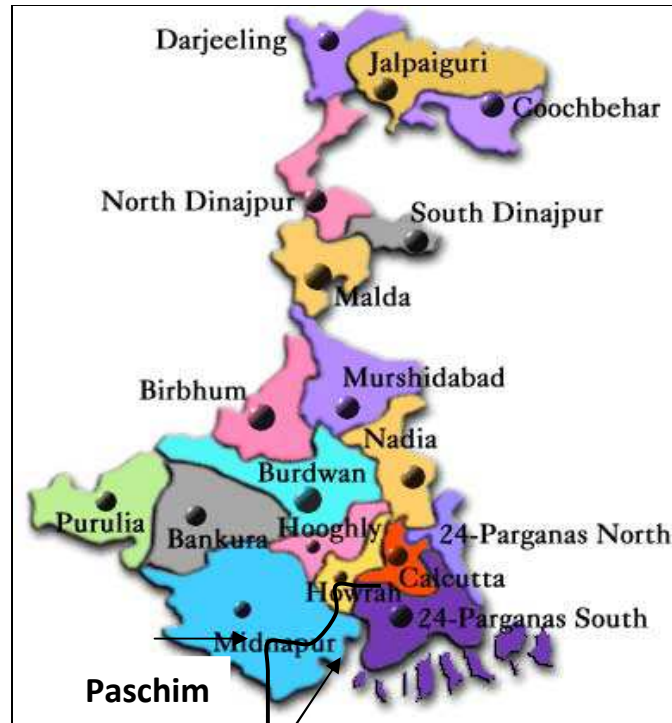 Darjeeling
Jalpaiguri
Coochbehar
North Dinajpur
South Dinajpur
Malda
Birbhum
Murshidabad
Nadia
Burdwan
Purulia
Bankura
Hooghly
24-Parganas North
Calcutta
Howrah
24-Parganas South
Midnapur
Paschim